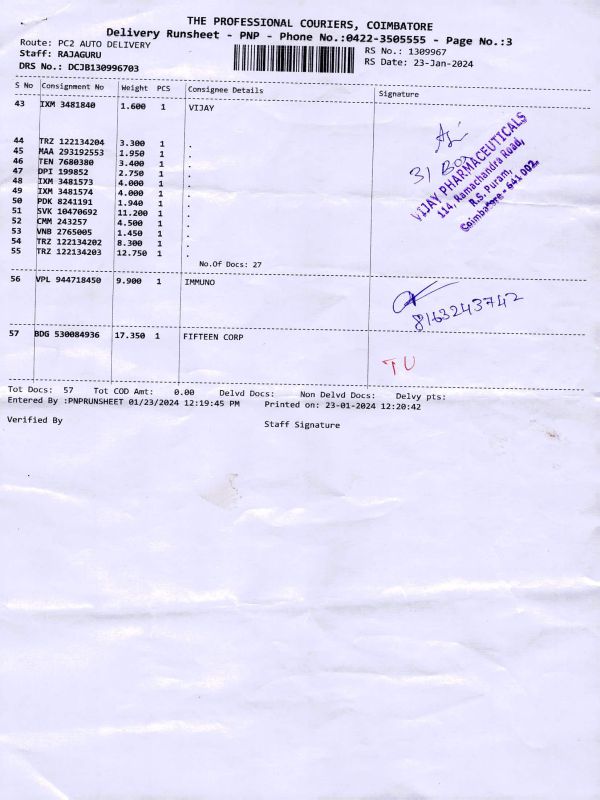 THE PROFESSIONAL COURIERS, COIMBATORE
Delivery Runsheet - PNP - Phone No.:0422-3505555 - Page No.:3
Route: PC2 AUTO DELIVERY
RS No.: 1309967
Staff: RAJAGURU
RS Date: 23-Jan-2024
DRS No.: DCJB130996703
S No Consignment No Weight PCS Consignee Details Signature
43 IXM 3481840 1.600 1 VIJAY
44 TRZ 122134204 3.300 1 .
45 MAA 293192553 1.950 1 .
46 TEN 7680380 3.400 1 .
47 DPI 199852 2.750 1 .
48 IXM 3481573 4.000 1 .
49 IXM 3481574 4.000 1 .
50 PDK 8241191 1.940 1 .
51 SVK 10470692 11.200 1 .
52 CMM 243257 4.500 1 .
53 VNB 2765005 1.450 1 .
54 TRZ 122134202 8.300 1 .
55 TRZ 122134203 12.750 1 .
No.Of Docs: 27
31 Box
VIJAY PHARMACEUTICALS
114, Ramachandra Road,
R.S. Puram,
Coimbatore - 641 002.
56 VPL 944718450 9.900 1 IMMUNO
8163243742
57 BDG 530084936 17.350 1 FIFTEEN CORP
TU
Tot Docs: 57 Tot COD Amt: 0.00 Delvd Docs: Non Delvd Docs: Delvy pts:
Entered By :PNPRUNSHEET 01/23/2024 12:19:45 PM Printed on: 23-01-2024 12:20:42
Verified By
Staff Signature